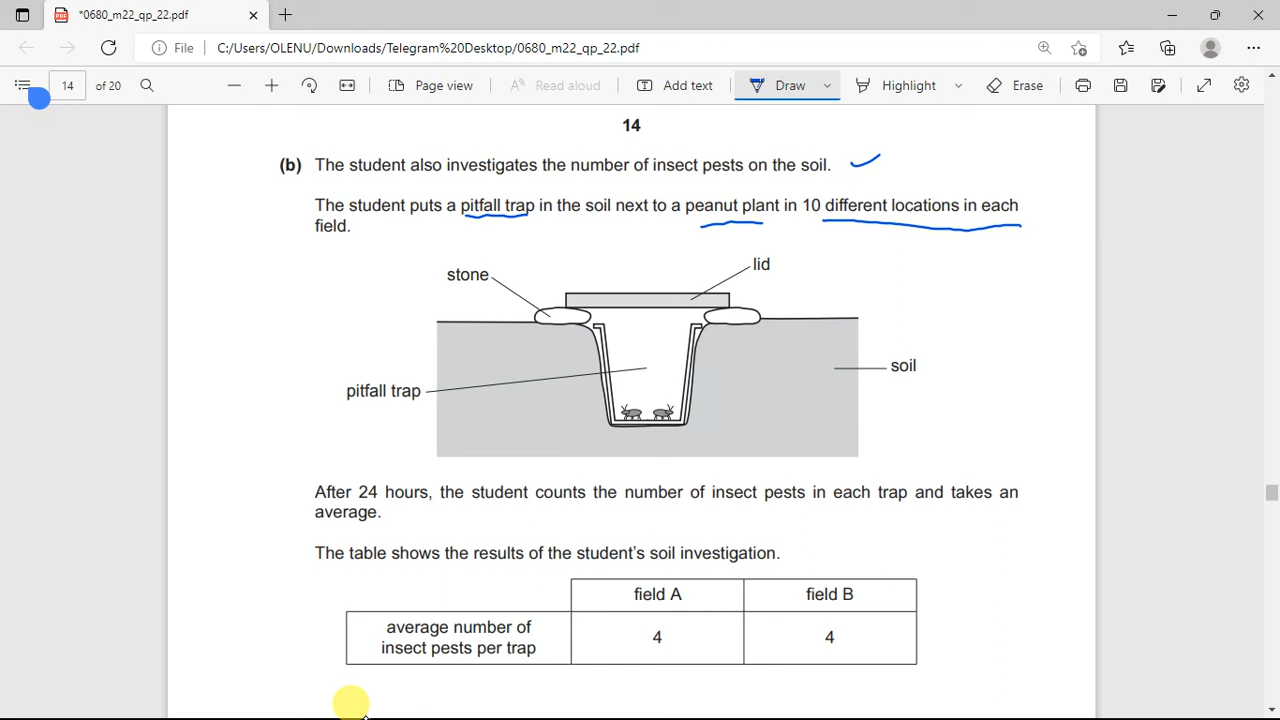 *0680_m22_qp_22.pdf
File C:/Users/OLENU/Downloads/Telegram%20Desktop/0680_m22_qp_22.pdf
14 of 20 Page view Read aloud Add text Draw Highlight Erase
14
(b) The student also investigates the number of insect pests on the soil.
The student puts a pitfall trap in the soil next to a peanut plant in 10 different locations in each
field.
lid
stone
soil
pitfall trap
After 24 hours, the student counts the number of insect pests in each trap and takes an
average.
The table shows the results of the student's soil investigation.
field A field B
average number of
insect pests per trap
4 4